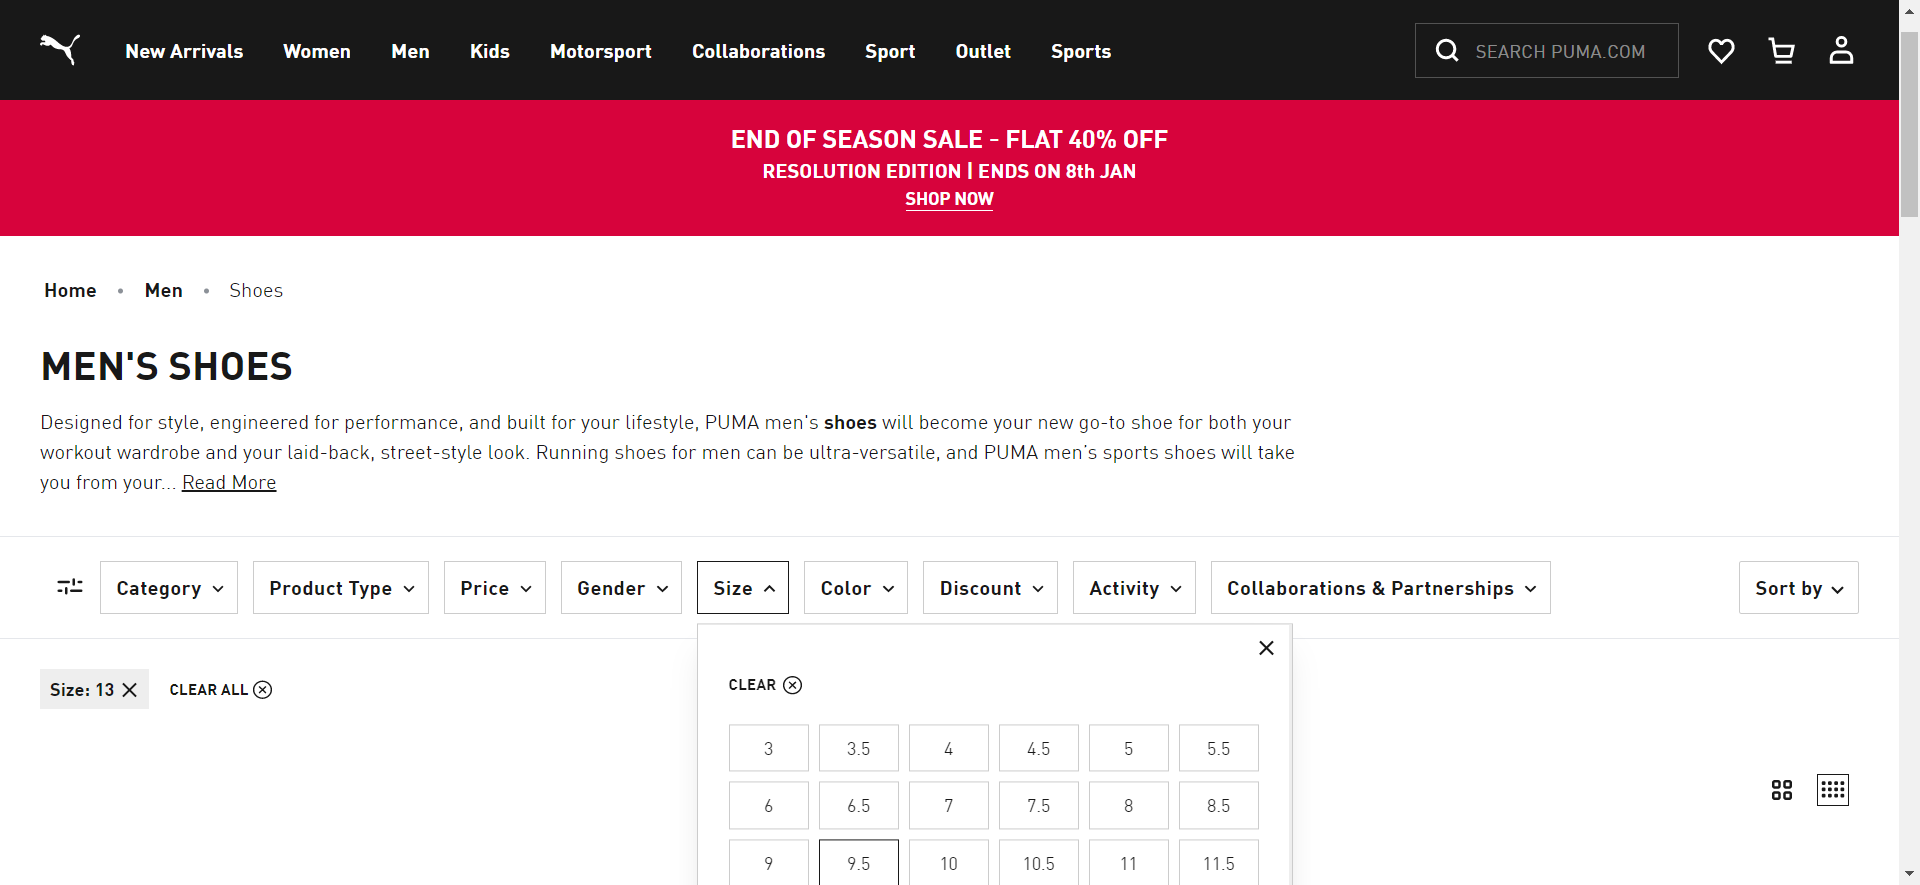 New Arrivals Women Men Kids Motorsport Collaborations Sport Outlet Sports SEARCH PUMA.COM
END OF SEASON SALE - FLAT 40% OFF
RESOLUTION EDITION | ENDS ON 8th JAN
SHOP NOW
Home • Men • Shoes
MEN'S SHOES
Designed for style, engineered for performance, and built for your lifestyle, PUMA men's shoes will become your new go-to shoe for both your
workout wardrobe and your laid-back, street-style look. Running shoes for men can be ultra-versatile, and PUMA men's sports shoes will take
you from your... Read More
Category Product Type Price Gender Size Color Discount Activity Collaborations & Partnerships Sort by
Size: 13 CLEAR ALL
CLEAR
3 3.5 4 4.5 5 5.5
6 6.5 7 7.5 8 8.5
9 9.5 10 10.5 11 11.5